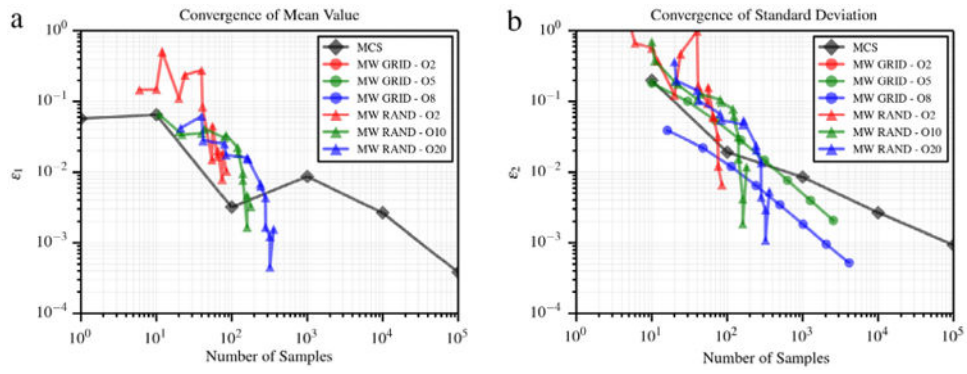 a
Convergence of Mean Value
10^0
10^-1
10^-2
10^-3
10^-4
ε1
MCS
MW GRID - O2
MW GRID - O5
MW GRID - O8
MW RAND - O2
MW RAND - O10
MW RAND - O20
10^0 10^1 10^2 10^3 10^4 10^5
Number of Samples
b
Convergence of Standard Deviation
10^0
10^-1
10^-2
10^-3
10^-4
ε2
MCS
MW GRID - O2
MW GRID - O5
MW GRID - O8
MW RAND - O2
MW RAND - O10
MW RAND - O20
10^0 10^1 10^2 10^3 10^4 10^5
Number of Samples